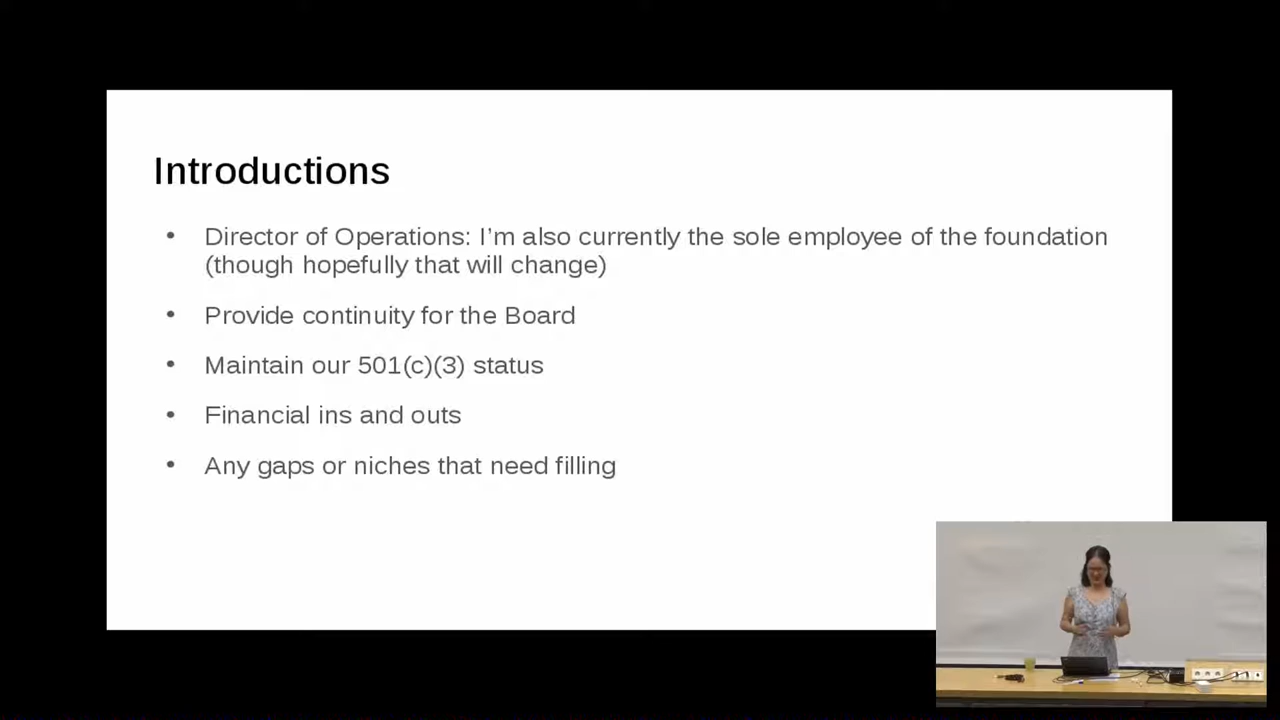 Introductions
• Director of Operations: I’m also currently the sole employee of the foundation
(though hopefully that will change)
• Provide continuity for the Board
• Maintain our 501(c)(3) status
• Financial ins and outs
• Any gaps or niches that need filling